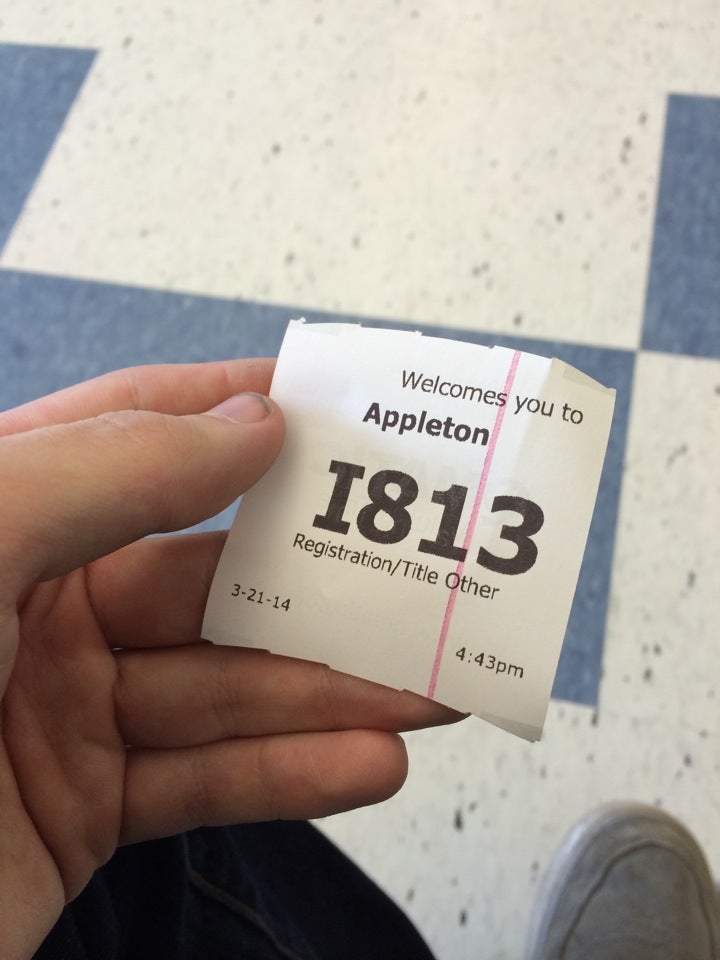 Welcomes you to
Appleton
I813
Registration/Title Other
3-21-14
4:43pm